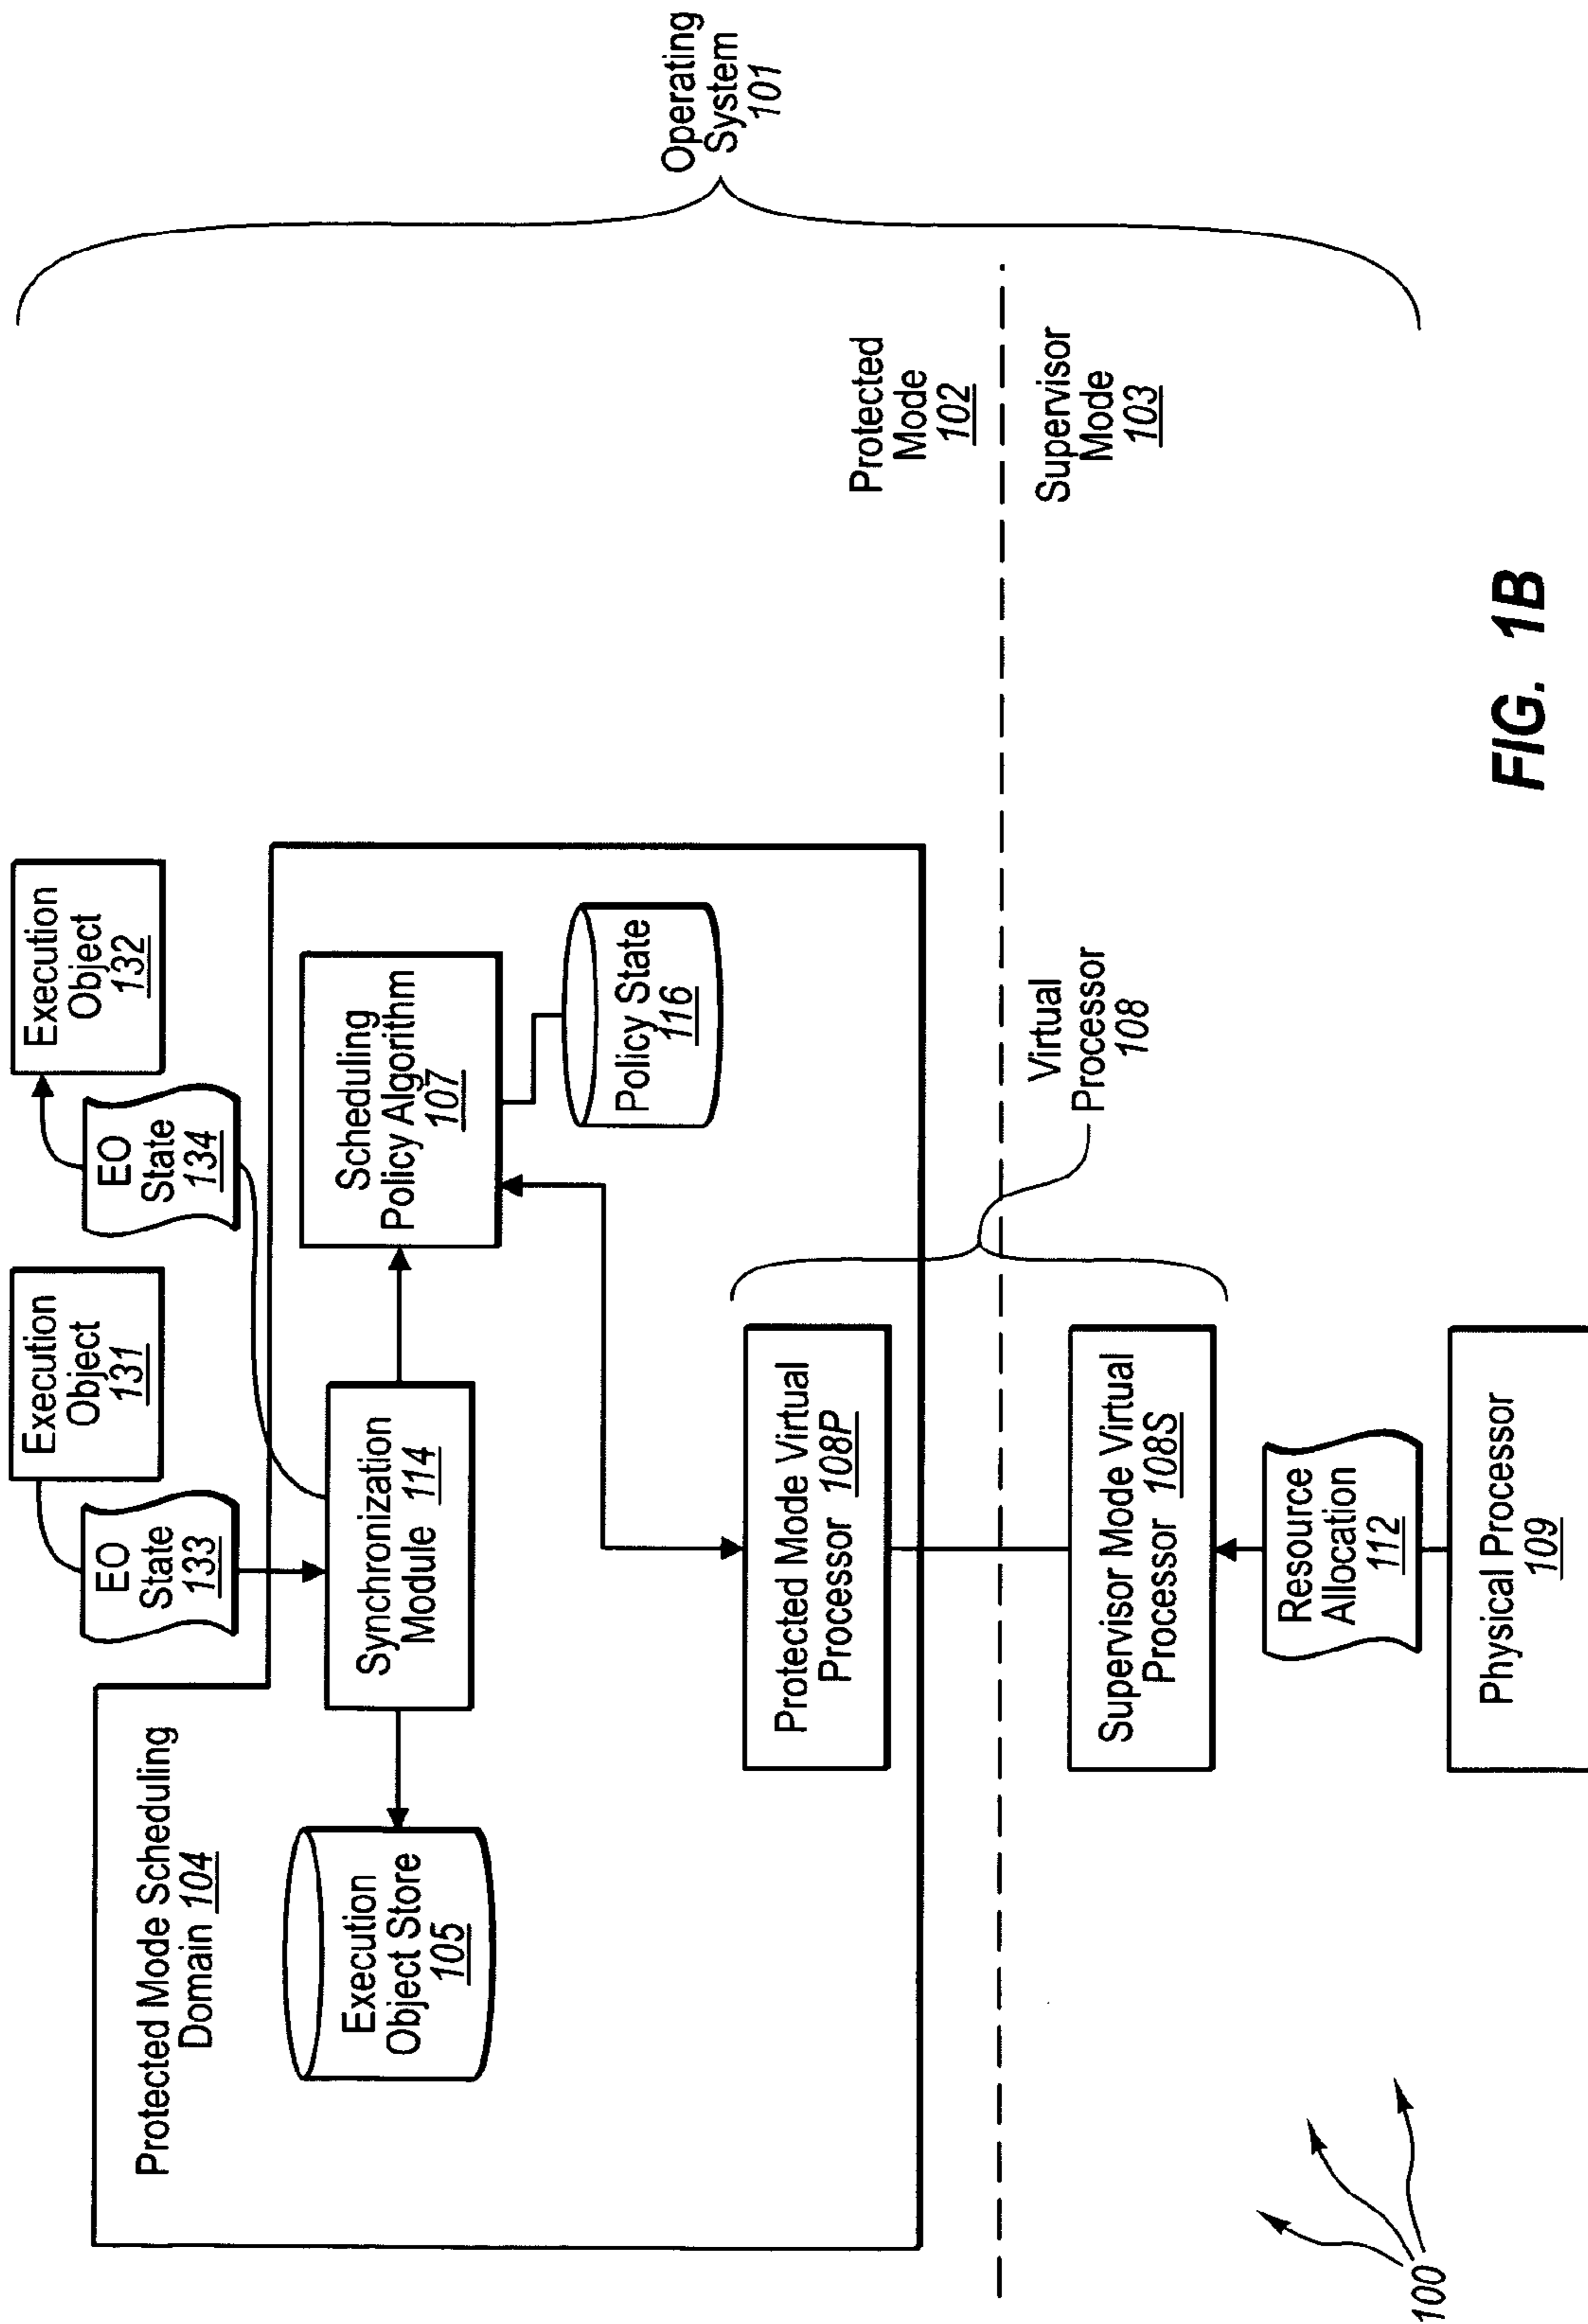 Execution
Object
131
Execution
Object
132
EO
State
133
EO
State
134
Protected Mode Scheduling
Domain 104
Synchronization
Module 114
Scheduling
Policy Algorithm
107
Execution
Object Store
105
Policy State
116
Protected Mode Virtual
Processor 108P
Virtual
Processor
108
Supervisor Mode Virtual
Processor 108S
Resource
Allocation
112
Physical Processor
109
Operating
System
101
Protected
Mode
102
Supervisor
Mode
103
100
FIG. 1B